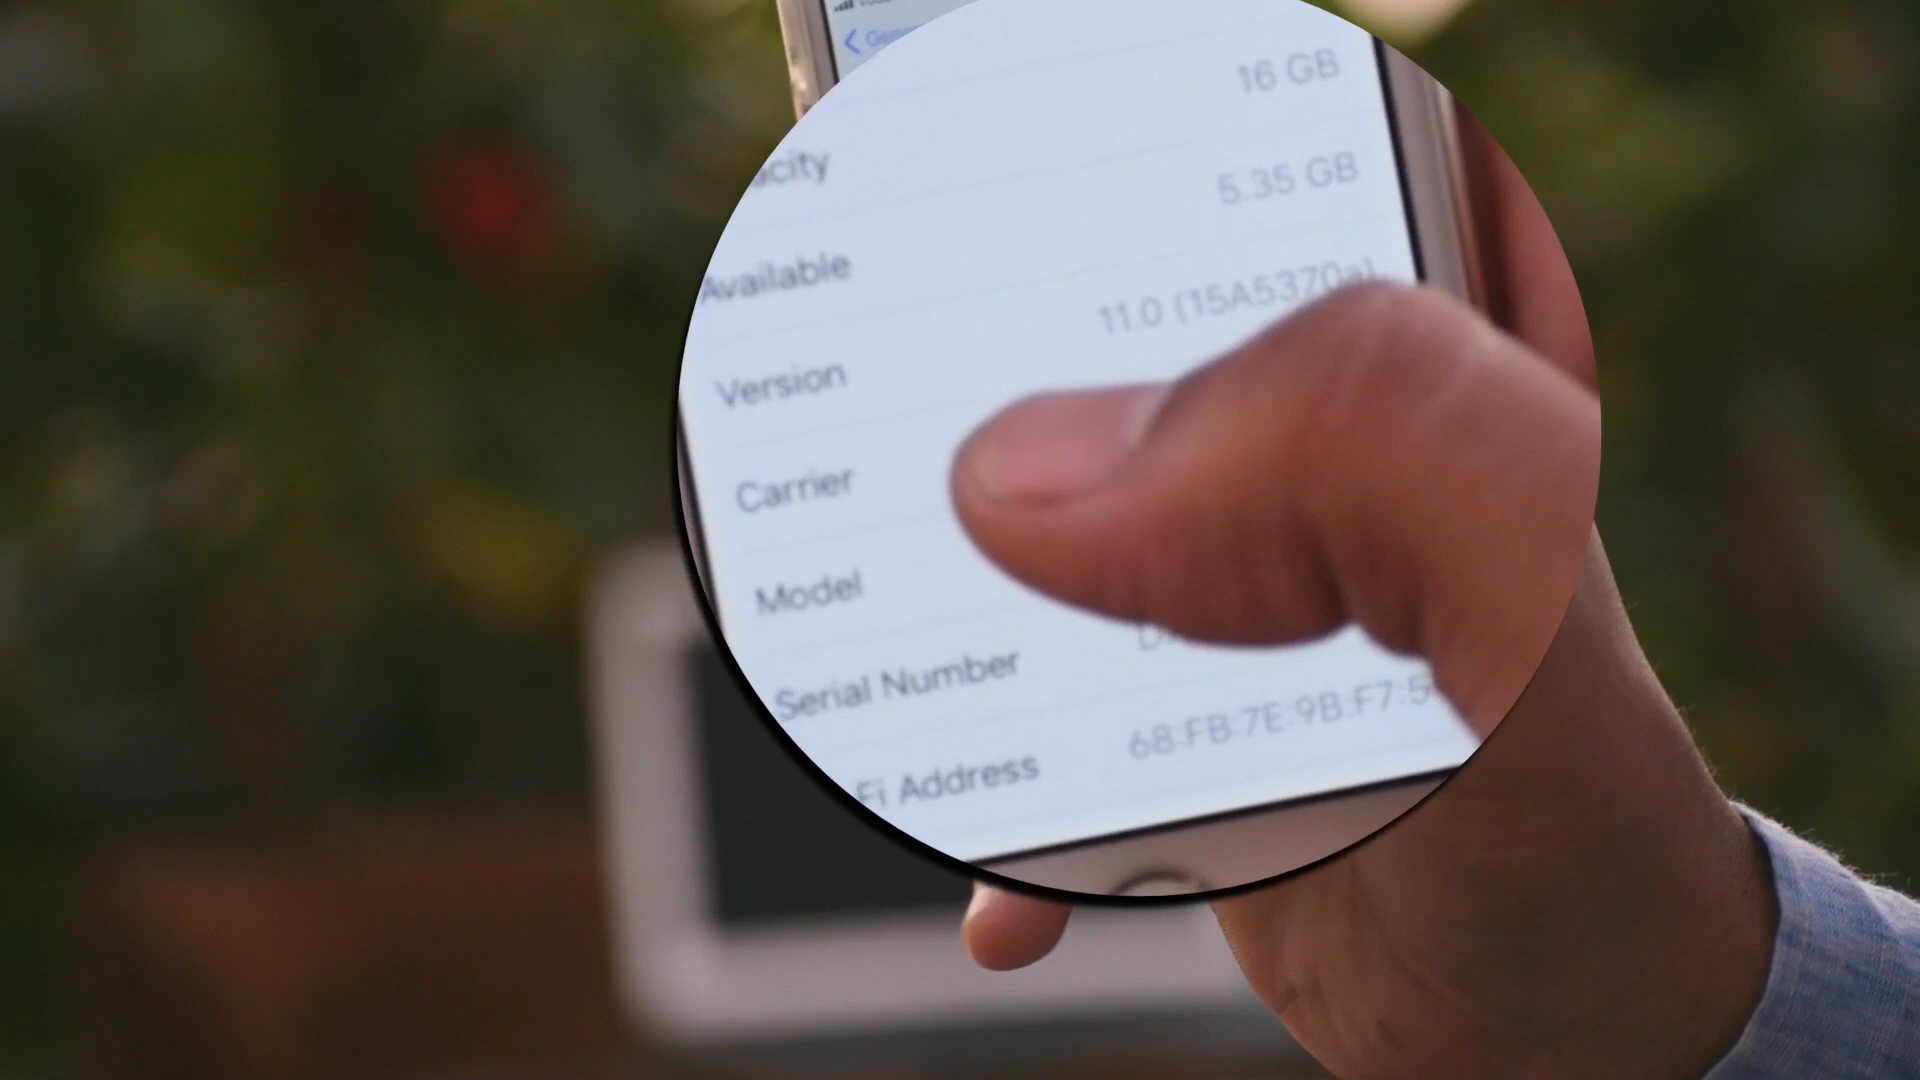 16 GB
Available 5.35 GB
Version 11.0 (15A5370a)
Carrier
Model
Serial Number
Fi Address 68:FB:7E:9B:F7:5